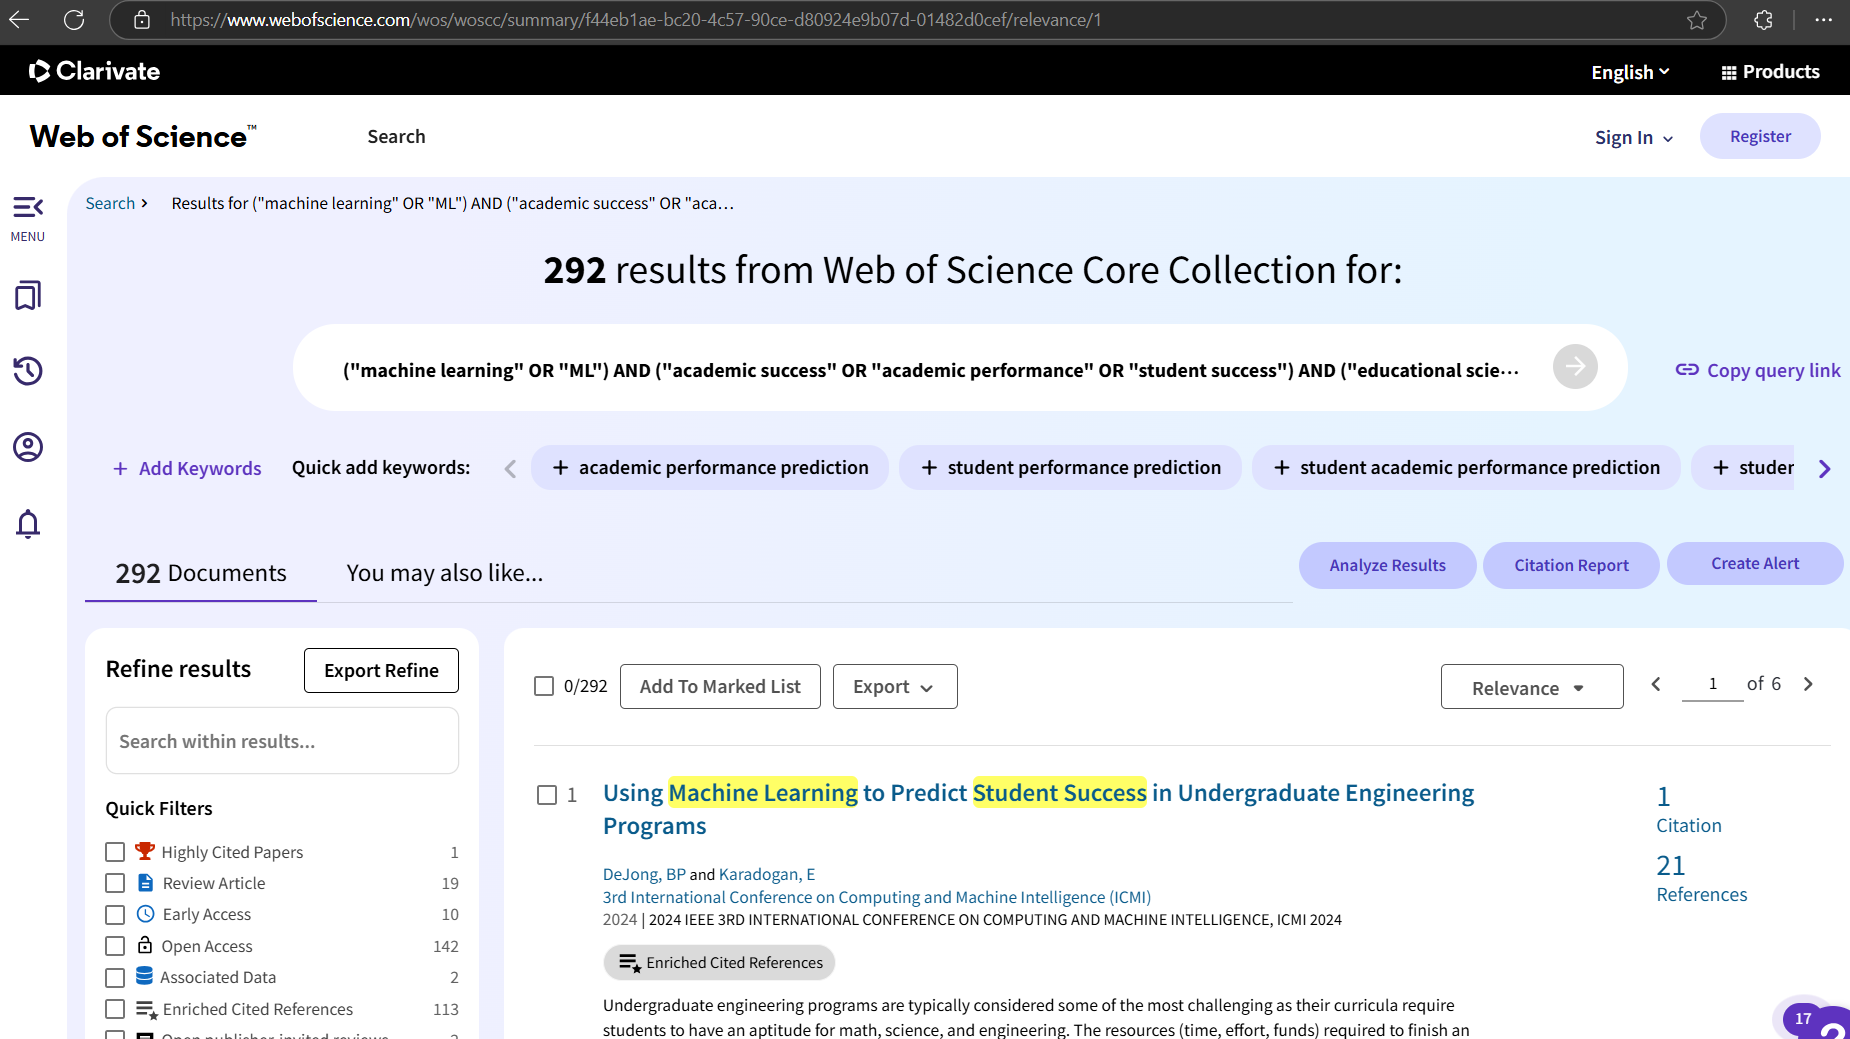 https://www.webofscience.com/wos/woscc/summary/f44eb1ae-bc20-4c57-90ce-d80924e9b07d-01482d0cef/relevance/1
Clarivate
English
Products
Web of Science™
Search
Sign In
Register
MENU
Search > Results for ("machine learning" OR "ML") AND ("academic success" OR "aca…
292 results from Web of Science Core Collection for:
("machine learning" OR "ML") AND ("academic success" OR "academic performance" OR "student success") AND ("educational scie…
Copy query link
+ Add Keywords
Quick add keywords:
+ academic performance prediction
+ student performance prediction
+ student academic performance prediction
+ studer
292 Documents
You may also like...
Analyze Results
Citation Report
Create Alert
Refine results
Export Refine
Search within results...
Quick Filters
Highly Cited Papers 1
Review Article 19
Early Access 10
Open Access 142
Associated Data 2
Enriched Cited References 113
0/292
Add To Marked List
Export
Relevance
1 of 6
1
Using Machine Learning to Predict Student Success in Undergraduate Engineering
Programs
DeJong, BP and Karadogan, E
3rd International Conference on Computing and Machine Intelligence (ICMI)
2024 | 2024 IEEE 3RD INTERNATIONAL CONFERENCE ON COMPUTING AND MACHINE INTELLIGENCE, ICMI 2024
Enriched Cited References
Undergraduate engineering programs are typically considered some of the most challenging as their curricula require
students to have an aptitude for math, science, and engineering. The resources (time, effort, funds) required to finish an
1
Citation
21
References
17